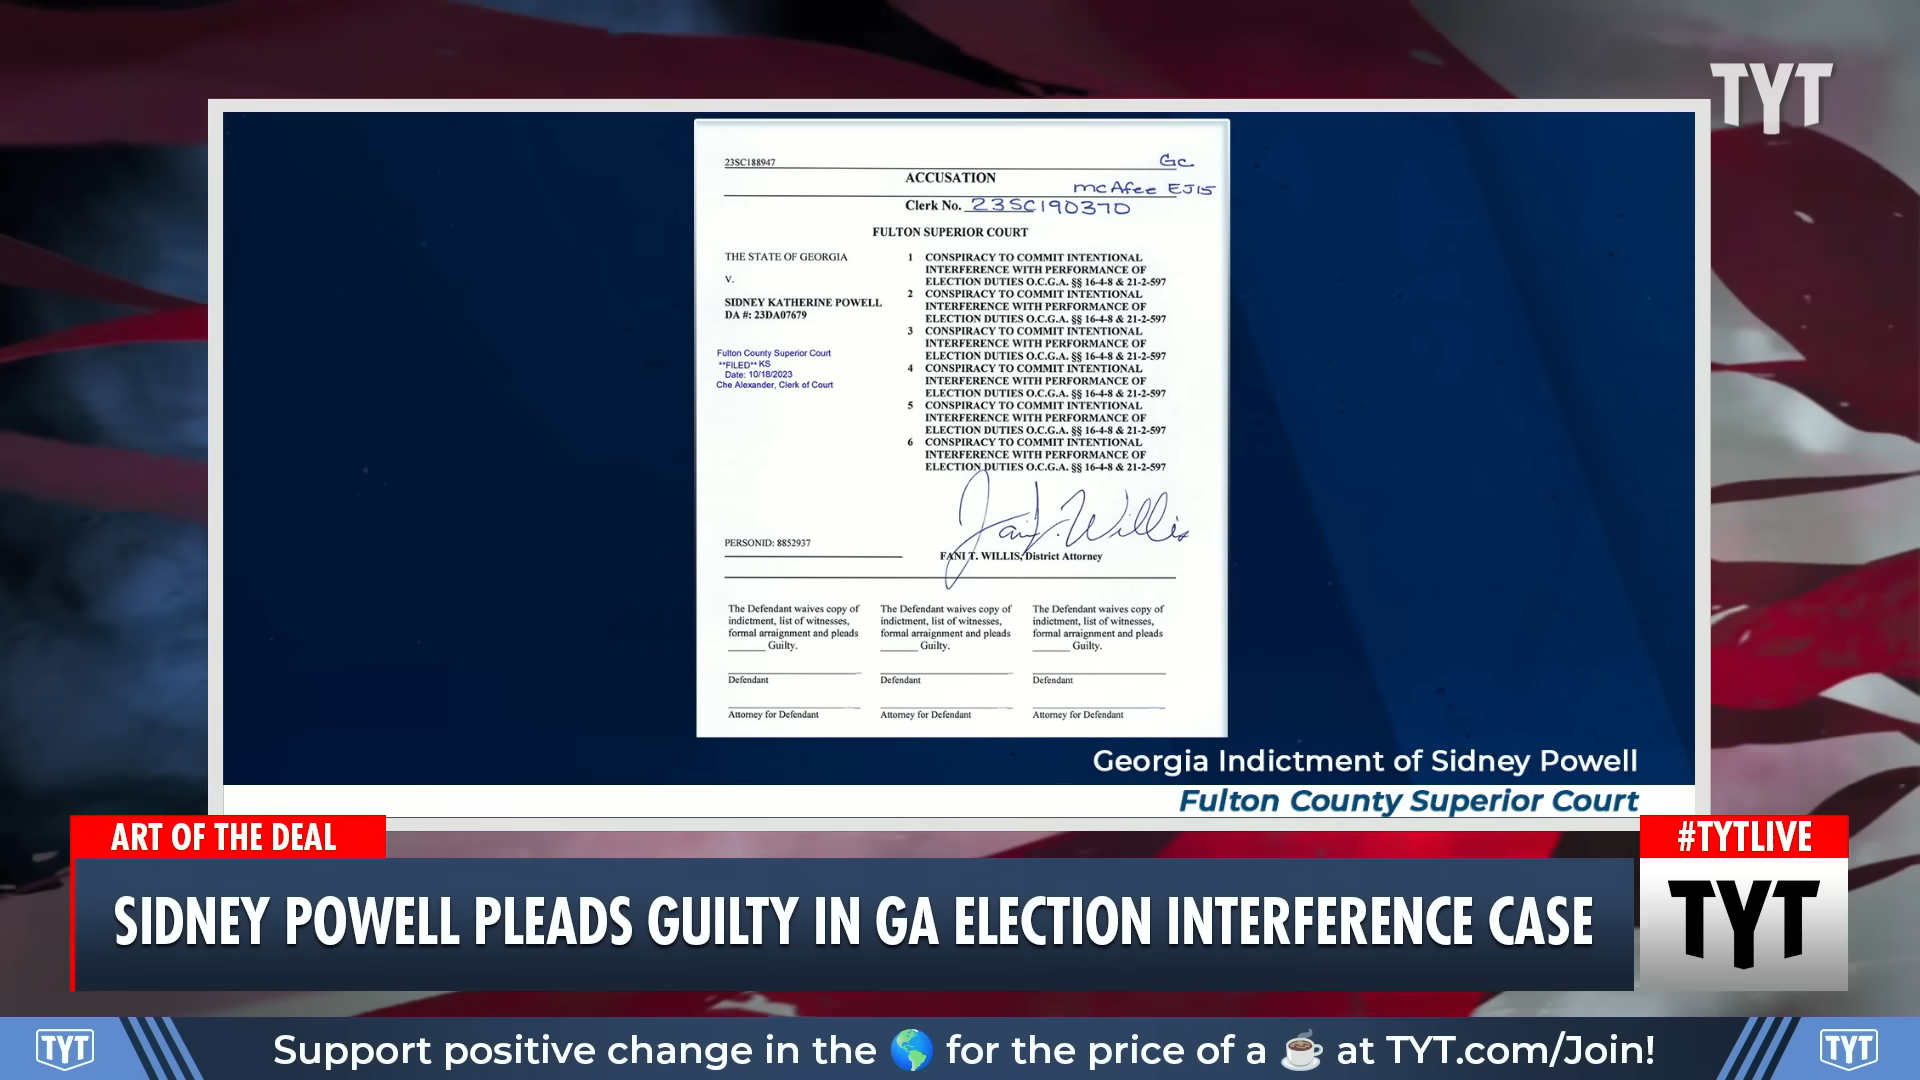 TYT
23SC188947
GC
ACCUSATION
McAfee EJ15
Clerk No. 23SC190370
FULTON SUPERIOR COURT
THE STATE OF GEORGIA
V.
SIDNEY KATHERINE POWELL
DA #: 23DA07679
Fulton County Superior Court
**FILED** KS
Date: 10/18/2023
Che Alexander, Clerk of Court
1 CONSPIRACY TO COMMIT INTENTIONAL
INTERFERENCE WITH PERFORMANCE OF
ELECTION DUTIES O.C.G.A. §§ 16-4-8 & 21-2-597
2 CONSPIRACY TO COMMIT INTENTIONAL
INTERFERENCE WITH PERFORMANCE OF
ELECTION DUTIES O.C.G.A. §§ 16-4-8 & 21-2-597
3 CONSPIRACY TO COMMIT INTENTIONAL
INTERFERENCE WITH PERFORMANCE OF
ELECTION DUTIES O.C.G.A. §§ 16-4-8 & 21-2-597
4 CONSPIRACY TO COMMIT INTENTIONAL
INTERFERENCE WITH PERFORMANCE OF
ELECTION DUTIES O.C.G.A. §§ 16-4-8 & 21-2-597
5 CONSPIRACY TO COMMIT INTENTIONAL
INTERFERENCE WITH PERFORMANCE OF
ELECTION DUTIES O.C.G.A. §§ 16-4-8 & 21-2-597
6 CONSPIRACY TO COMMIT INTENTIONAL
INTERFERENCE WITH PERFORMANCE OF
ELECTION DUTIES O.C.G.A. §§ 16-4-8 & 21-2-597
Fani T. Willis
PERSONID: 8852937
FANI T. WILLIS, District Attorney
The Defendant waives copy of
indictment, list of witnesses,
formal arraignment and pleads
______ Guilty.
Defendant
Attorney for Defendant
The Defendant waives copy of
indictment, list of witnesses,
formal arraignment and pleads
______ Guilty.
Defendant
Attorney for Defendant
The Defendant waives copy of
indictment, list of witnesses,
formal arraignment and pleads
______ Guilty.
Defendant
Attorney for Defendant
Georgia Indictment of Sidney Powell
Fulton County Superior Court
ART OF THE DEAL
#TYTLIVE
SIDNEY POWELL PLEADS GUILTY IN GA ELECTION INTERFERENCE CASE
TYT
TYT
Support positive change in the 🌎 for the price of a ☕ at TYT.com/Join!
TYT